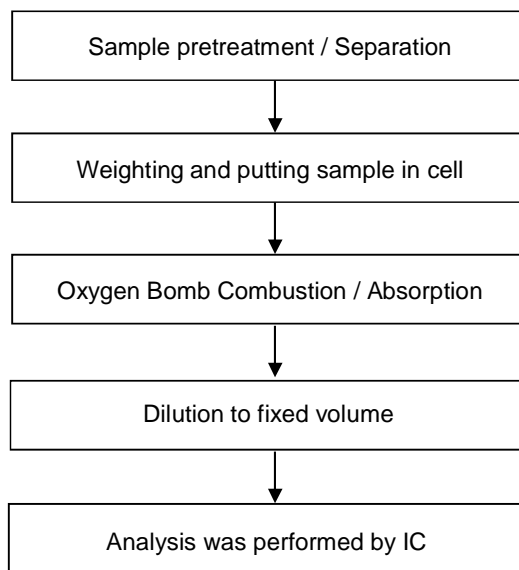 Sample pretreatment / Separation
Weighting and putting sample in cell
Oxygen Bomb Combustion / Absorption
Dilution to fixed volume
Analysis was performed by IC